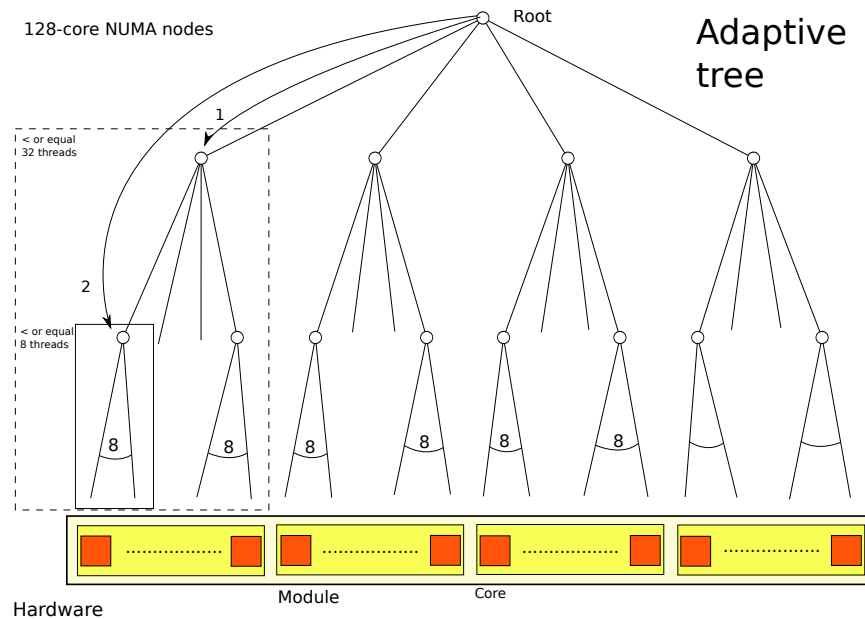 128-core NUMA nodes
Root
Adaptive
tree
1
< or equal
32 threads
2
< or equal
8 threads
8
8
8
8
8
8
Module
Core
Hardware